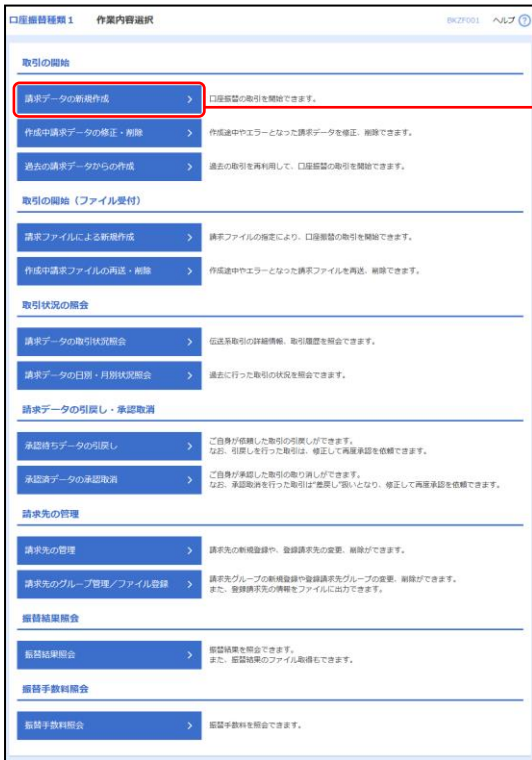 口座振替種類1 作業内容選択 BKZF001 ヘルプ ?
取引の開始
請求データの新規作成 口座振替の取引を開始できます。
作成中請求データの修正・削除 作成途中やエラーとなった請求データを修正、削除できます。
過去の請求データからの作成 過去の取引を再利用して、口座振替の取引を開始できます。
取引の開始（ファイル受付）
請求ファイルによる新規作成 請求ファイルの指定により、口座振替の取引を開始できます。
作成中請求ファイルの再送・削除 作成途中やエラーとなった請求ファイルを再送、削除できます。
取引状況の照会
請求データの取引状況照会 伝送系取引の詳細情報、取引履歴を照会できます。
請求データの日別・月別状況照会 過去に行った取引の状況を照会できます。
請求データの引戻し・承認取消
承認待ちデータの引戻し ご自身が依頼した取引の引戻しができます。
なお、引戻しを行った取引は、修正して再度承認を依頼できます。
承認済データの承認取消 ご自身が承認した取引の取り消しができます。
なお、承認取消を行った取引は"差戻し"扱いとなり、修正して再度承認を依頼できます。
請求先の管理
請求先の管理 請求先の新規登録や、登録請求先の変更、削除ができます。
請求先のグループ管理／ファイル登録 請求先グループの新規登録や登録請求先グループの変更、削除ができます。
また、登録請求先の情報をファイルに出力できます。
振替結果照会
振替結果照会 振替結果を照会できます。
また、振替結果のファイル取得もできます。
振替手数料照会
振替手数料照会 振替手数料を照会できます。